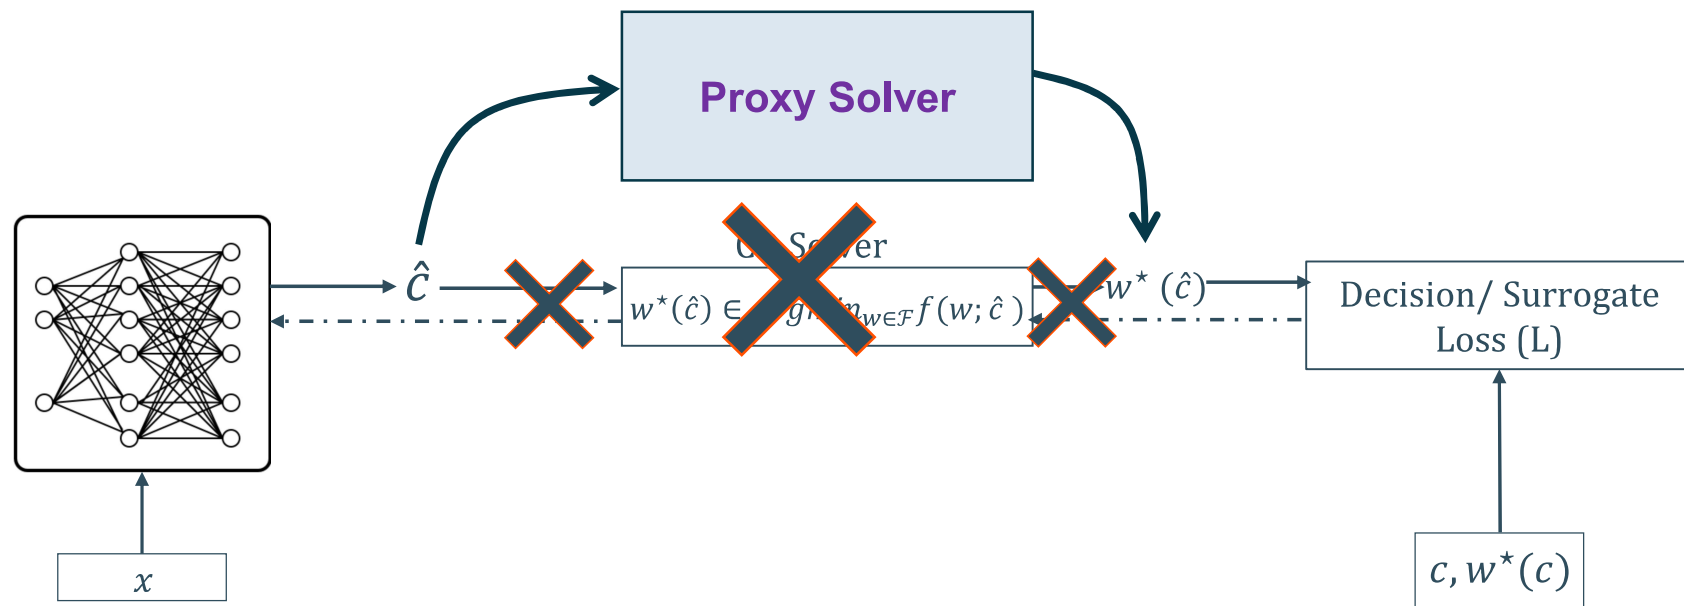 Proxy Solver
ĉ
w⋆(ĉ) ∈ w∈ℱ f(w; ĉ)
w⋆ (ĉ)
Decision/ Surrogate
Loss (L)
x
c, w⋆(c)